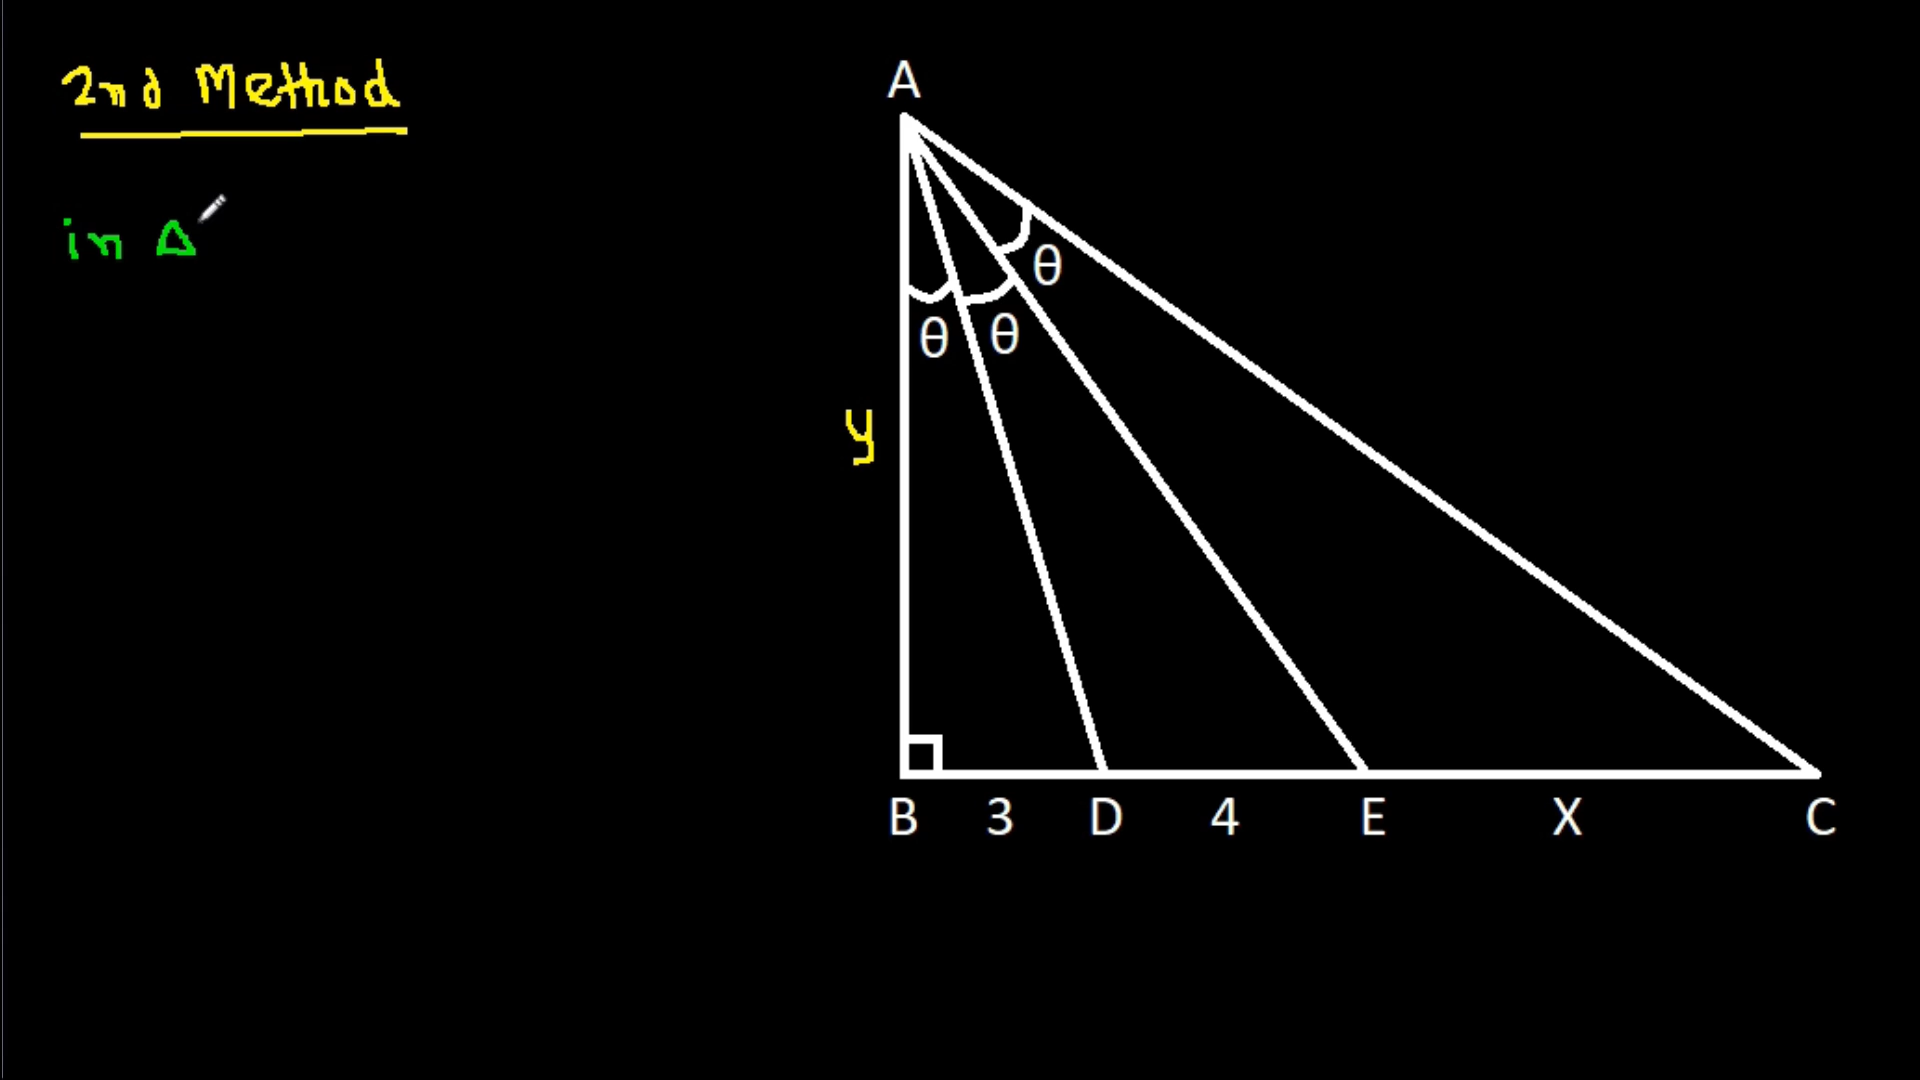 2nd Method
in Δ
A
θ
θ θ
y
B 3 D 4 E X C